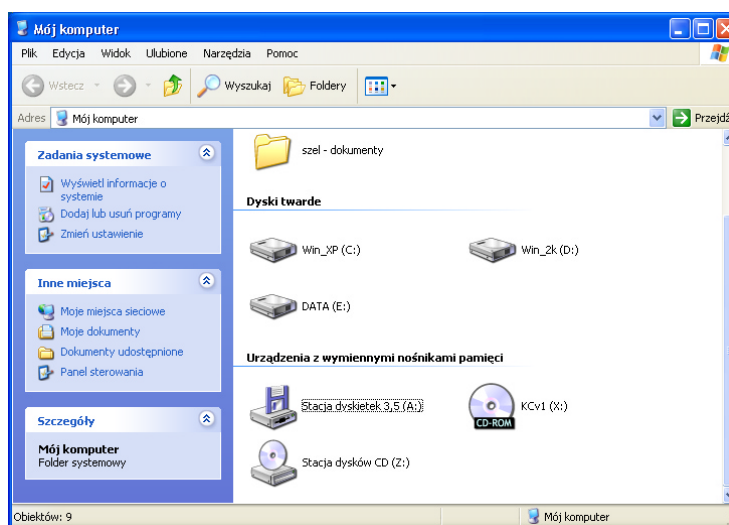 Mój komputer
Plik Edycja Widok Ulubione Narzędzia Pomoc
Wstecz Wyszukaj Foldery
Adres Mój komputer Przejdź
Zadania systemowe
Wyświetl informacje o
systemie
Dodaj lub usuń programy
Zmień ustawienie
Inne miejsca
Moje miejsca sieciowe
Moje dokumenty
Dokumenty udostępnione
Panel sterowania
Szczegóły
Mój komputer
Folder systemowy
szel - dokumenty
Dyski twarde
Win_XP (C:) Win_2k (D:)
DATA (E:)
Urządzenia z wymiennymi nośnikami pamięci
Stacja dyskietek 3,5 (A:) CD-ROM KCv1 (X:)
Stacja dysków CD (Z:)
Obiektów: 9 Mój komputer